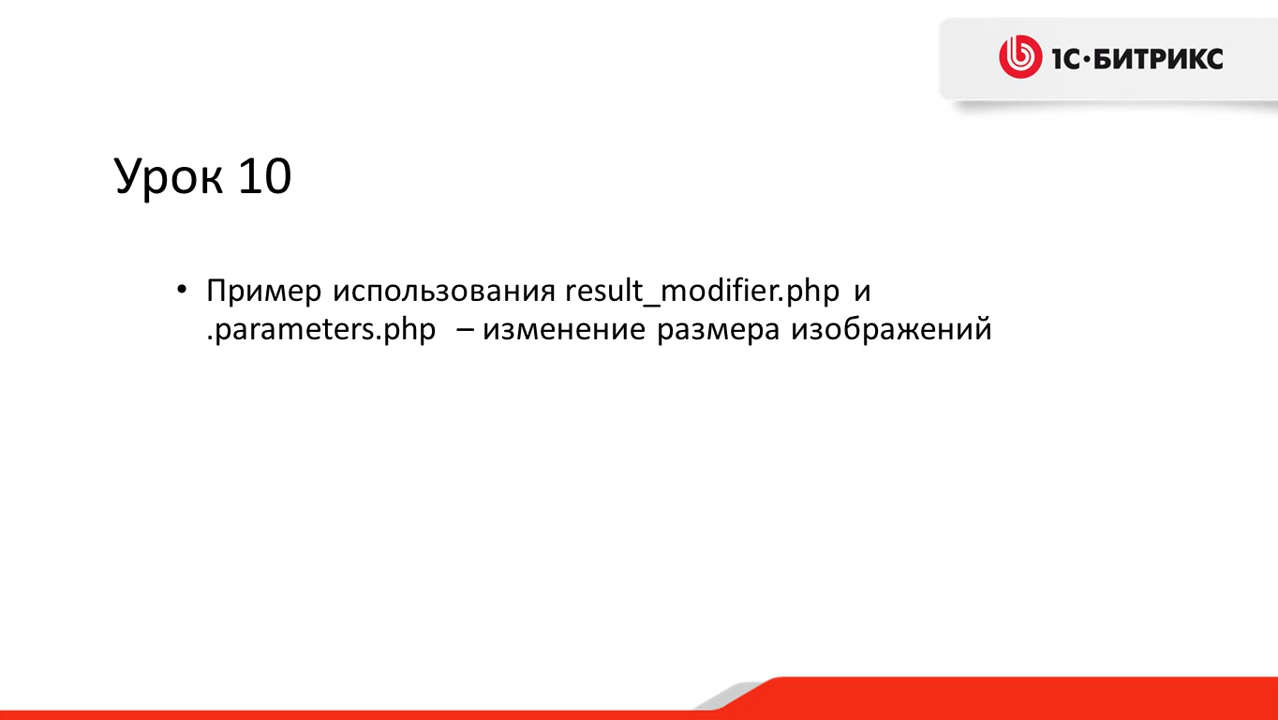 1С·БИТРИКС
Урок 10
• Пример использования result_modifier.php и
.parameters.php – изменение размера изображений